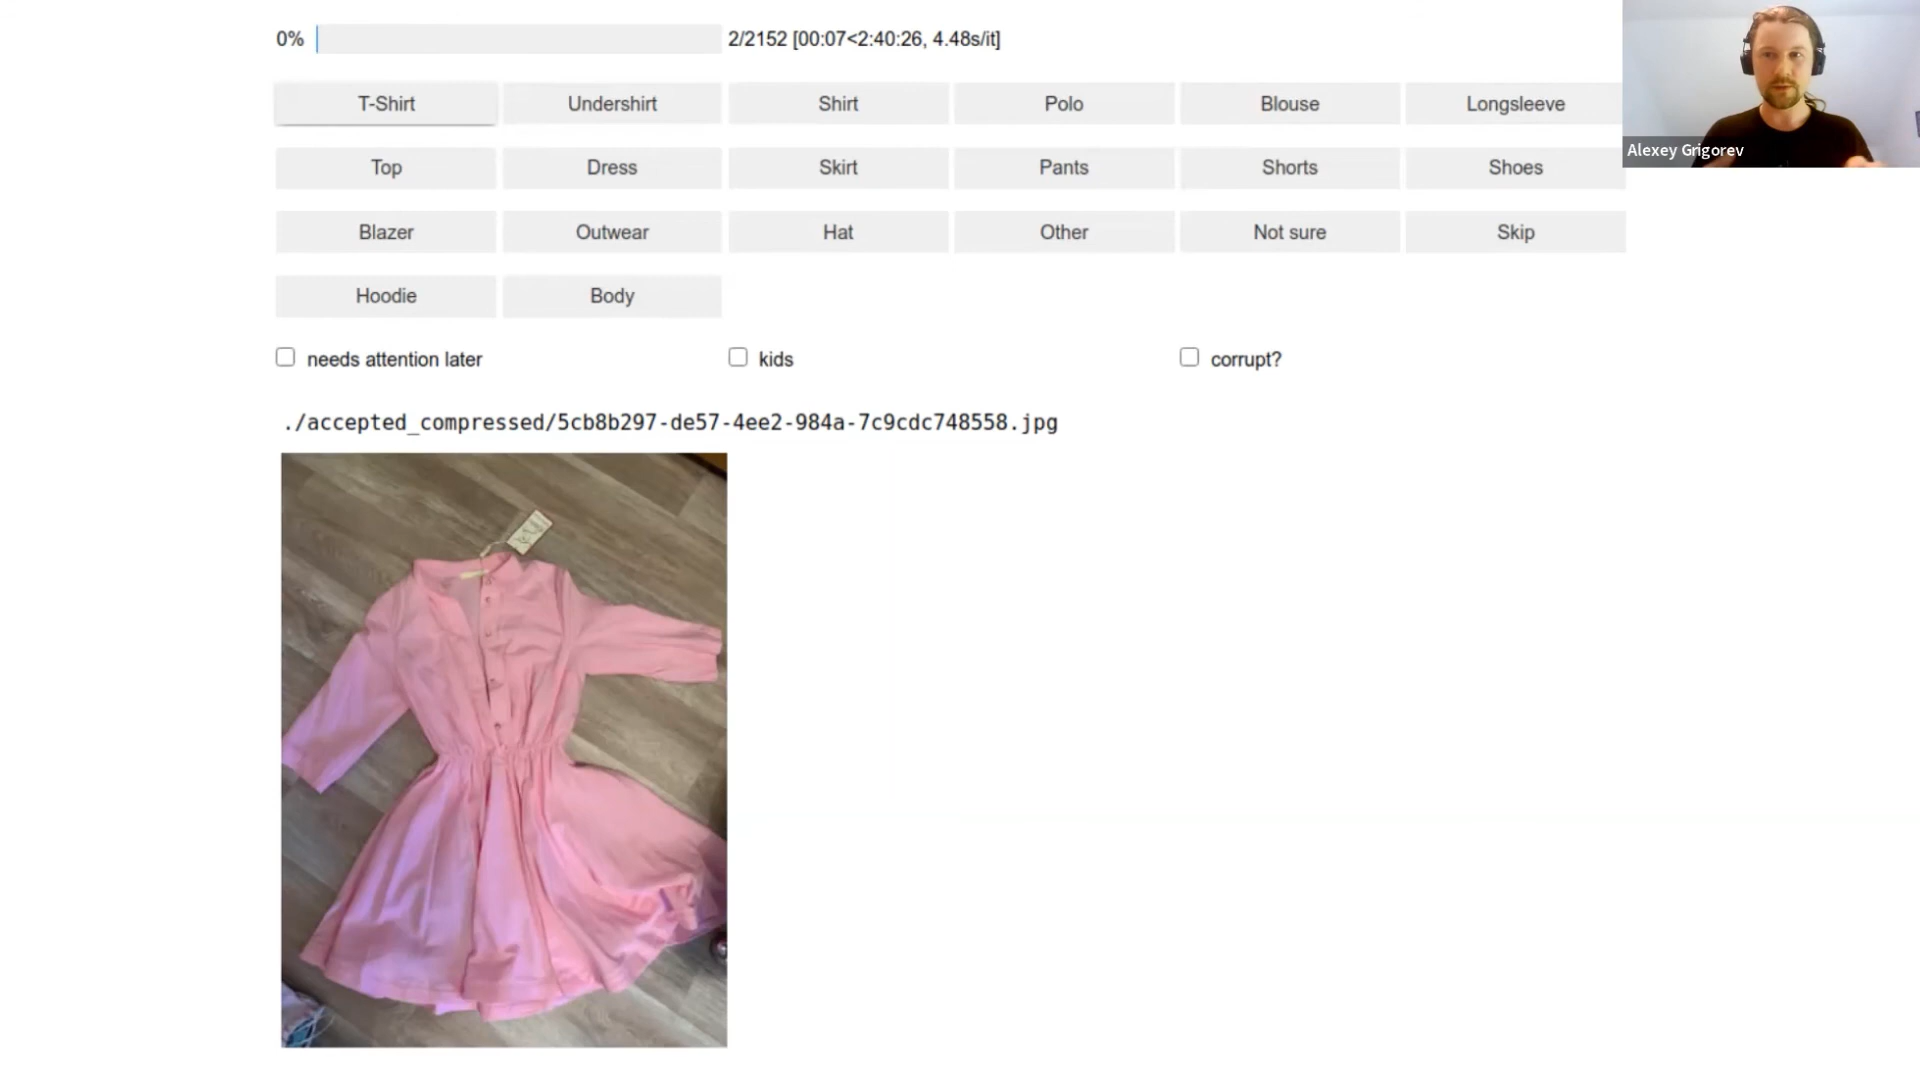 0% 2/2152 [00:07<2:40:26, 4.48s/it]
T-Shirt Undershirt Shirt Polo Blouse Longsleeve
Top Dress Skirt Pants Shorts Shoes
Blazer Outwear Hat Other Not sure Skip
Hoodie Body
needs attention later kids corrupt?
./accepted_compressed/5cb8b297-de57-4ee2-984a-7c9cdc748558.jpg
Alexey Grigorev